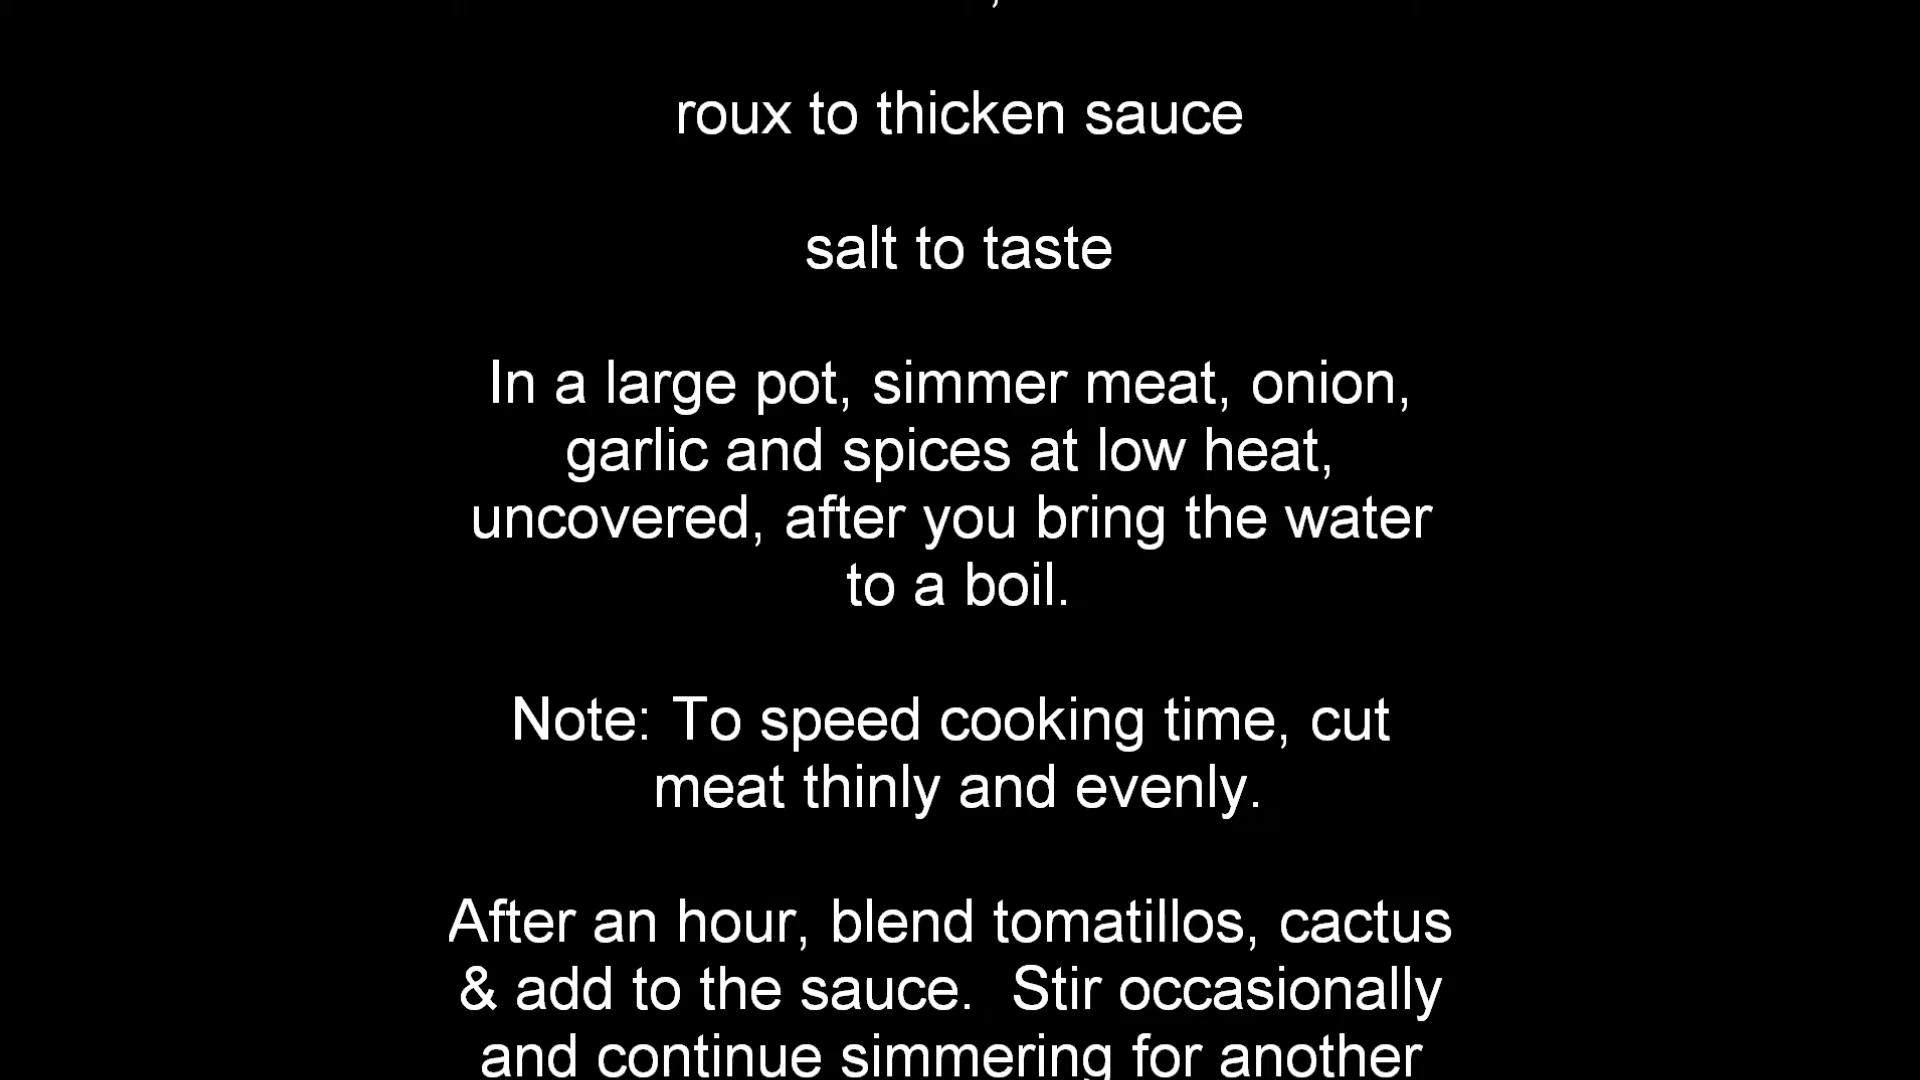 roux to thicken sauce
salt to taste
In a large pot, simmer meat, onion,
garlic and spices at low heat,
uncovered, after you bring the water
to a boil.
Note: To speed cooking time, cut
meat thinly and evenly.
After an hour, blend tomatillos, cactus
& add to the sauce.  Stir occasionally
and continue simmering for another